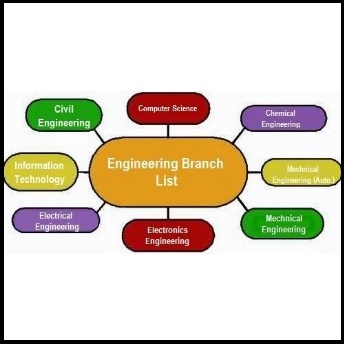 Civil
Engineering
Computer Science
Chemical
Engineering
Information
Technology
Engineering Branch
List
Mechnical
Engineering (Auto.)
Electrical
Engineering
Electronics
Engineering
Mechnical
Engineering